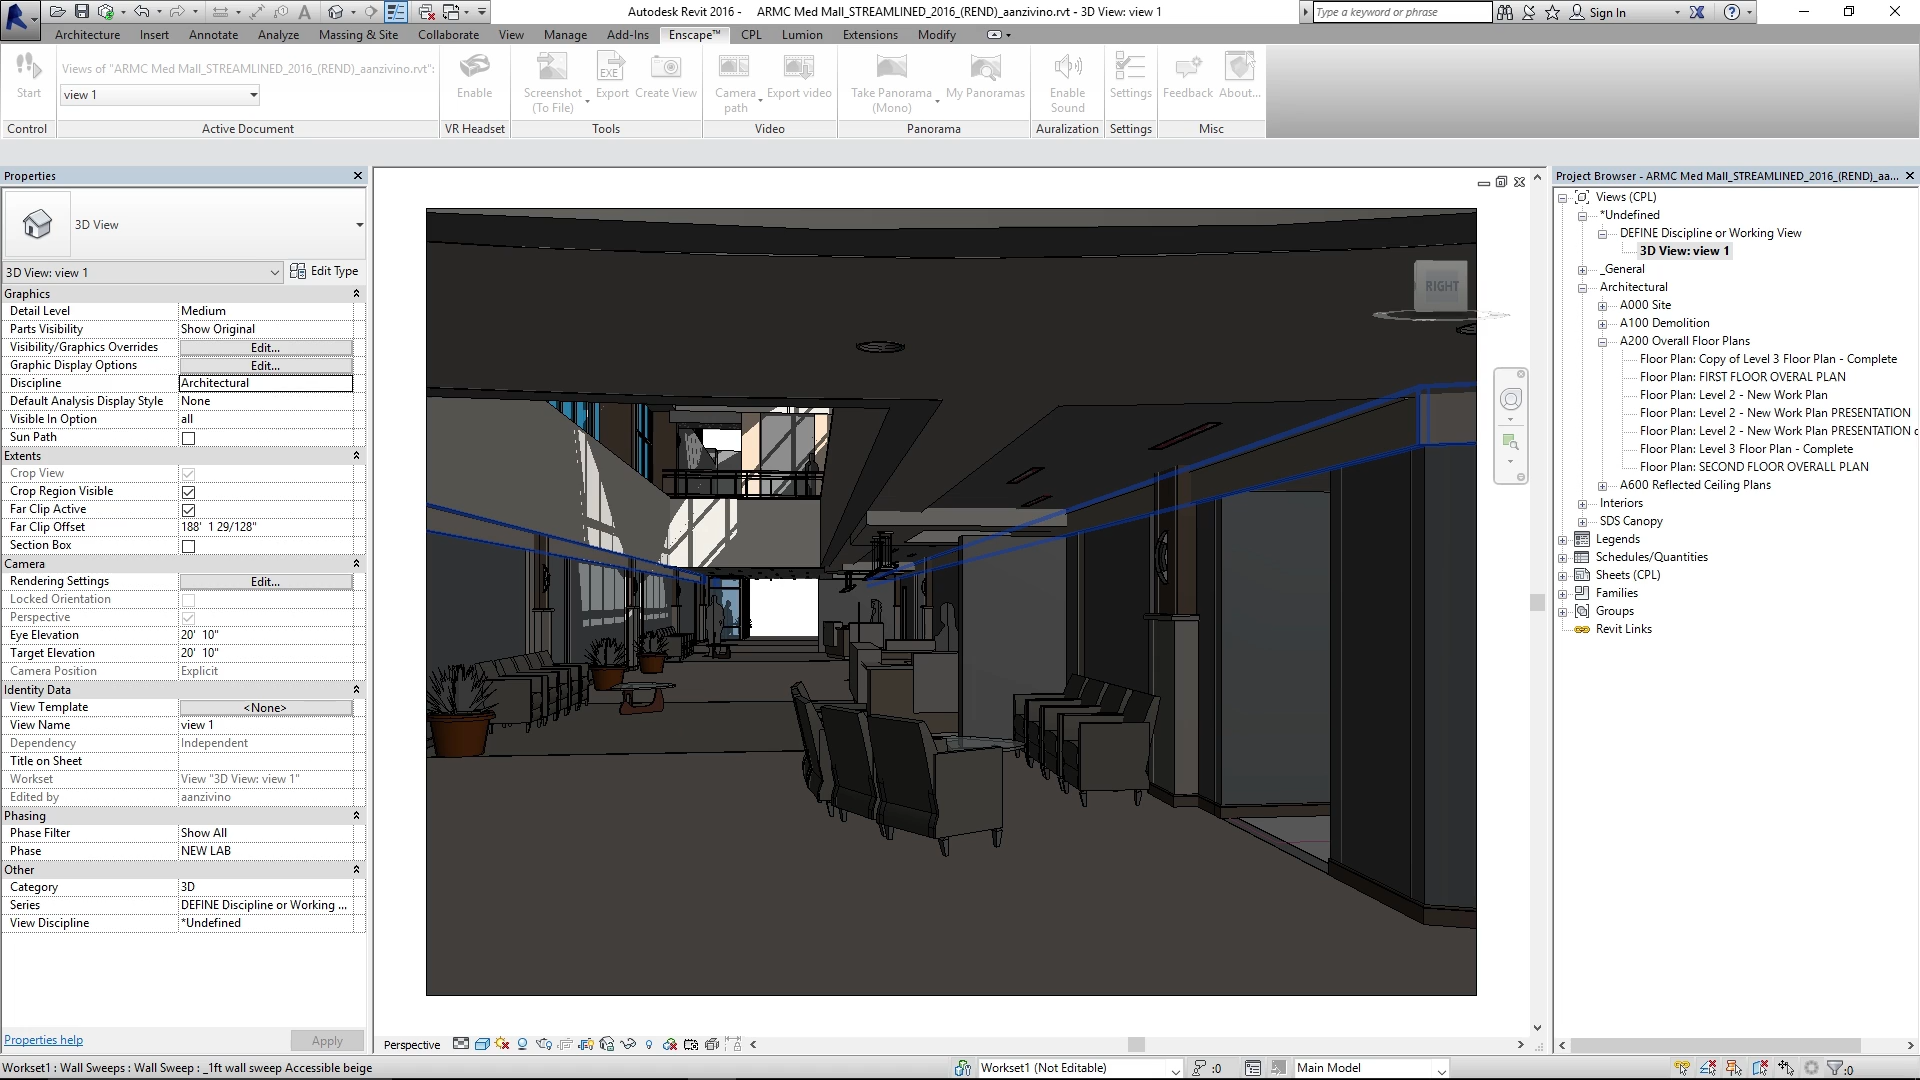 Autodesk Revit 2016 - ARMC Med Mall_STREAMLINED_2016_(REND)_aanzivino.rvt - 3D View: view 1
Type a keyword or phrase
Sign In
Architecture Insert Annotate Analyze Massing & Site Collaborate View Manage Add-Ins Enscape™ CPL Lumion Extensions Modify
Views of "ARMC Med Mall_STREAMLINED_2016_(REND)_aanzivino.rvt":
Start
view 1
Enable
Screenshot (To File)
EXE
Export
Create View
Camera path
Export video
Take Panorama (Mono)
My Panoramas
Enable Sound
Settings
Feedback
About...
Control Active Document VR Headset Tools Video Panorama Auralization Settings Misc
Properties
3D View
3D View: view 1
Edit Type
Graphics
Detail Level Medium
Parts Visibility Show Original
Visibility/Graphics Overrides Edit...
Graphic Display Options Edit...
Discipline Architectural
Default Analysis Display Style None
Visible In Option all
Sun Path
Extents
Crop View
Crop Region Visible
Far Clip Active
Far Clip Offset 188' 1 29/128"
Section Box
Camera
Rendering Settings Edit...
Locked Orientation
Perspective
Eye Elevation 20' 10"
Target Elevation 20' 10"
Camera Position Explicit
Identity Data
View Template <None>
View Name view 1
Dependency Independent
Title on Sheet
Workset View "3D View: view 1"
Edited by aanzivino
Phasing
Phase Filter Show All
Phase NEW LAB
Other
Category 3D
Series DEFINE Discipline or Working ...
View Discipline *Undefined
Properties help
Apply
RIGHT
Perspective
Project Browser - ARMC Med Mall_STREAMLINED_2016_(REND)_aa...
Views (CPL)
*Undefined
DEFINE Discipline or Working View
3D View: view 1
_General
Architectural
A000 Site
A100 Demolition
A200 Overall Floor Plans
Floor Plan: Copy of Level 3 Floor Plan - Complete
Floor Plan: FIRST FLOOR OVERAL PLAN
Floor Plan: Level 2 - New Work Plan
Floor Plan: Level 2 - New Work Plan PRESENTATION
Floor Plan: Level 2 - New Work Plan PRESENTATION c
Floor Plan: Level 3 Floor Plan - Complete
Floor Plan: SECOND FLOOR OVERALL PLAN
A600 Reflected Ceiling Plans
Interiors
SDS Canopy
Legends
Schedules/Quantities
Sheets (CPL)
Families
Groups
Revit Links
Workset1 : Wall Sweeps : Wall Sweep : _1ft wall sweep Accessible beige
Workset1 (Not Editable)
:0
Main Model
:0